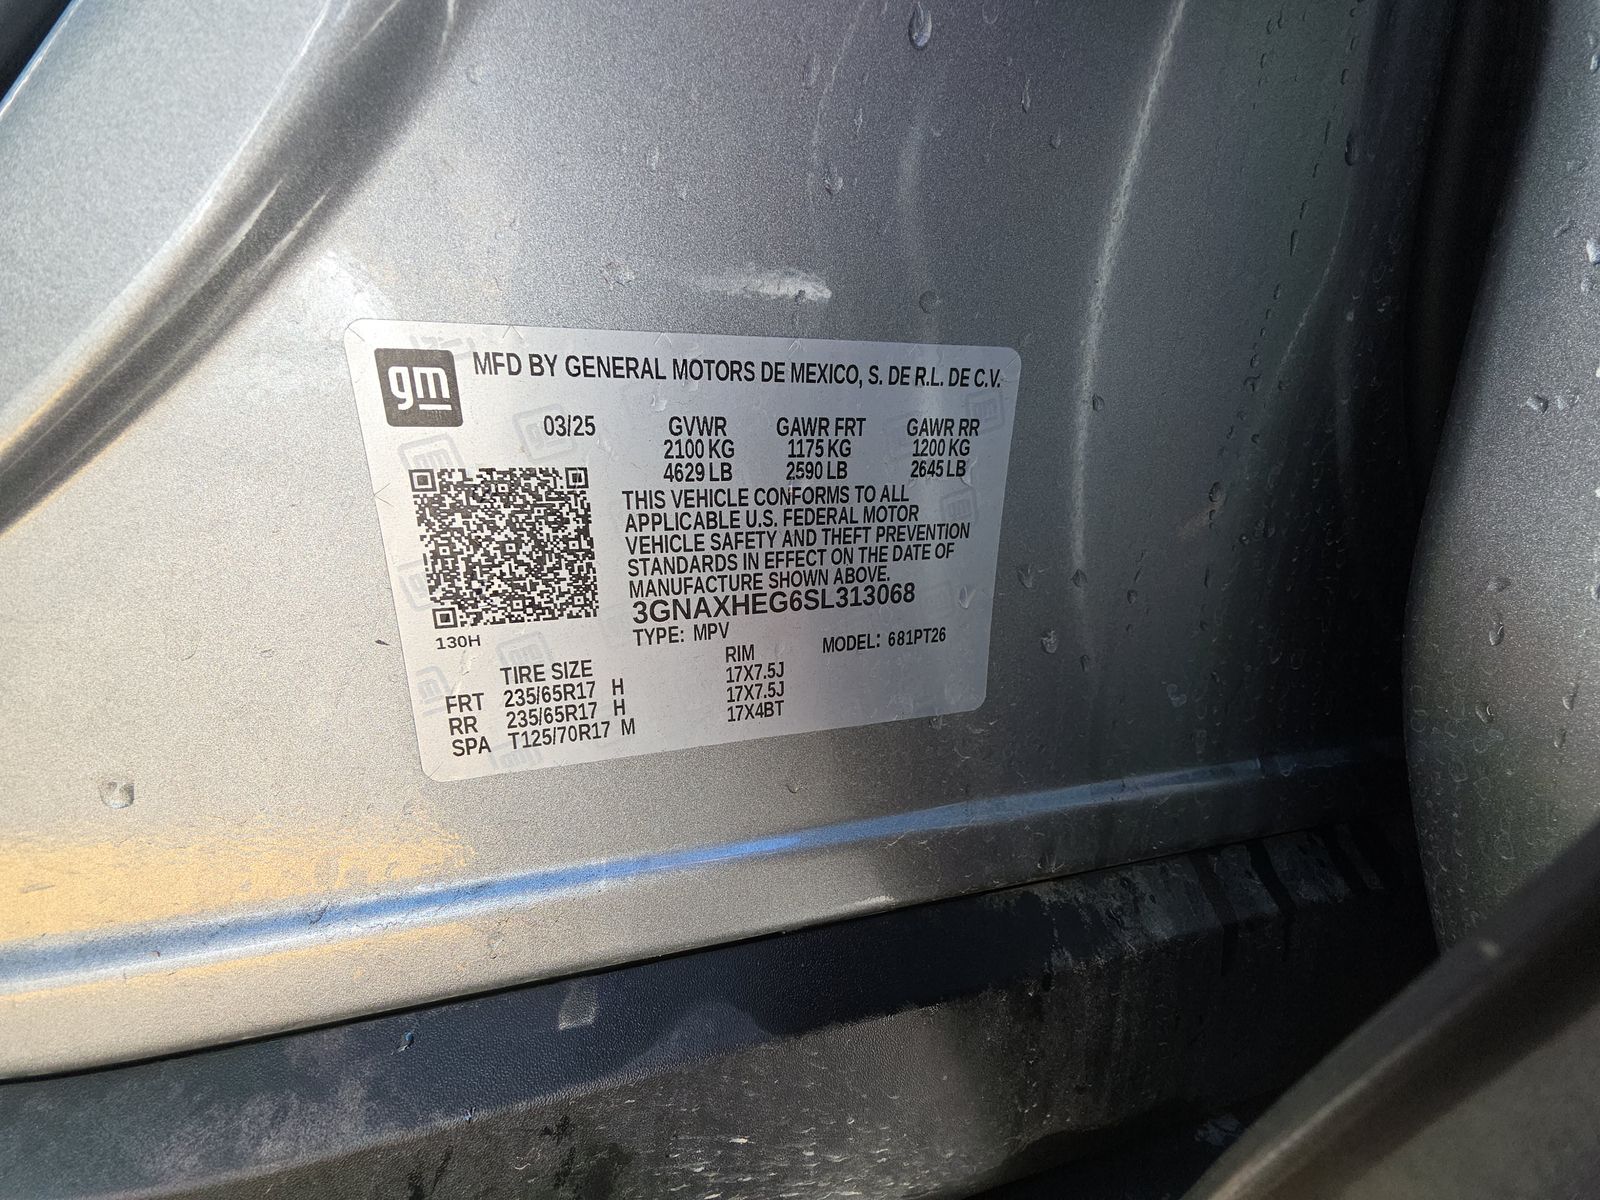 gm MFD BY GENERAL MOTORS DE MEXICO, S. DE R.L. DE C.V.
03/25 GVWR GAWR FRT GAWR RR
2100 KG 1175 KG 1200 KG
4629 LB 2590 LB 2645 LB
THIS VEHICLE CONFORMS TO ALL
APPLICABLE U.S. FEDERAL MOTOR
VEHICLE SAFETY AND THEFT PREVENTION
STANDARDS IN EFFECT ON THE DATE OF
MANUFACTURE SHOWN ABOVE.
3GNAXHEG6SL313068
130H TYPE: MPV MODEL: 681PT26
TIRE SIZE RIM
FRT 235/65R17 H 17X7.5J
RR 235/65R17 H 17X7.5J
SPA T125/70R17 M 17X4BT